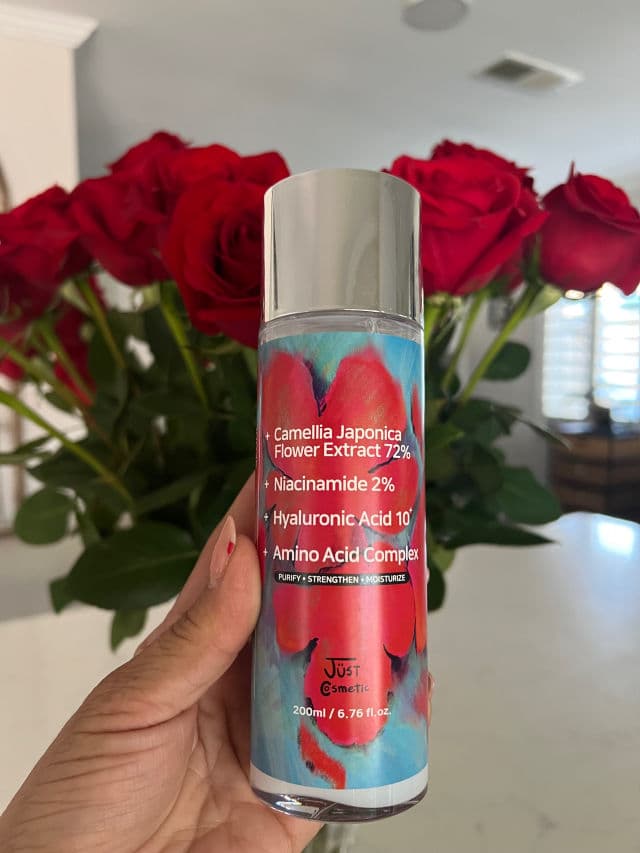 + Camellia Japonica
Flower Extract 72%
+ Niacinamide 2%
+ Hyaluronic Acid 10*
+ Amino Acid Complex
PURIFY • STRENGTHEN • MOISTURIZE
JÜST
Cosmetic
200ml / 6.76 fl.oz.